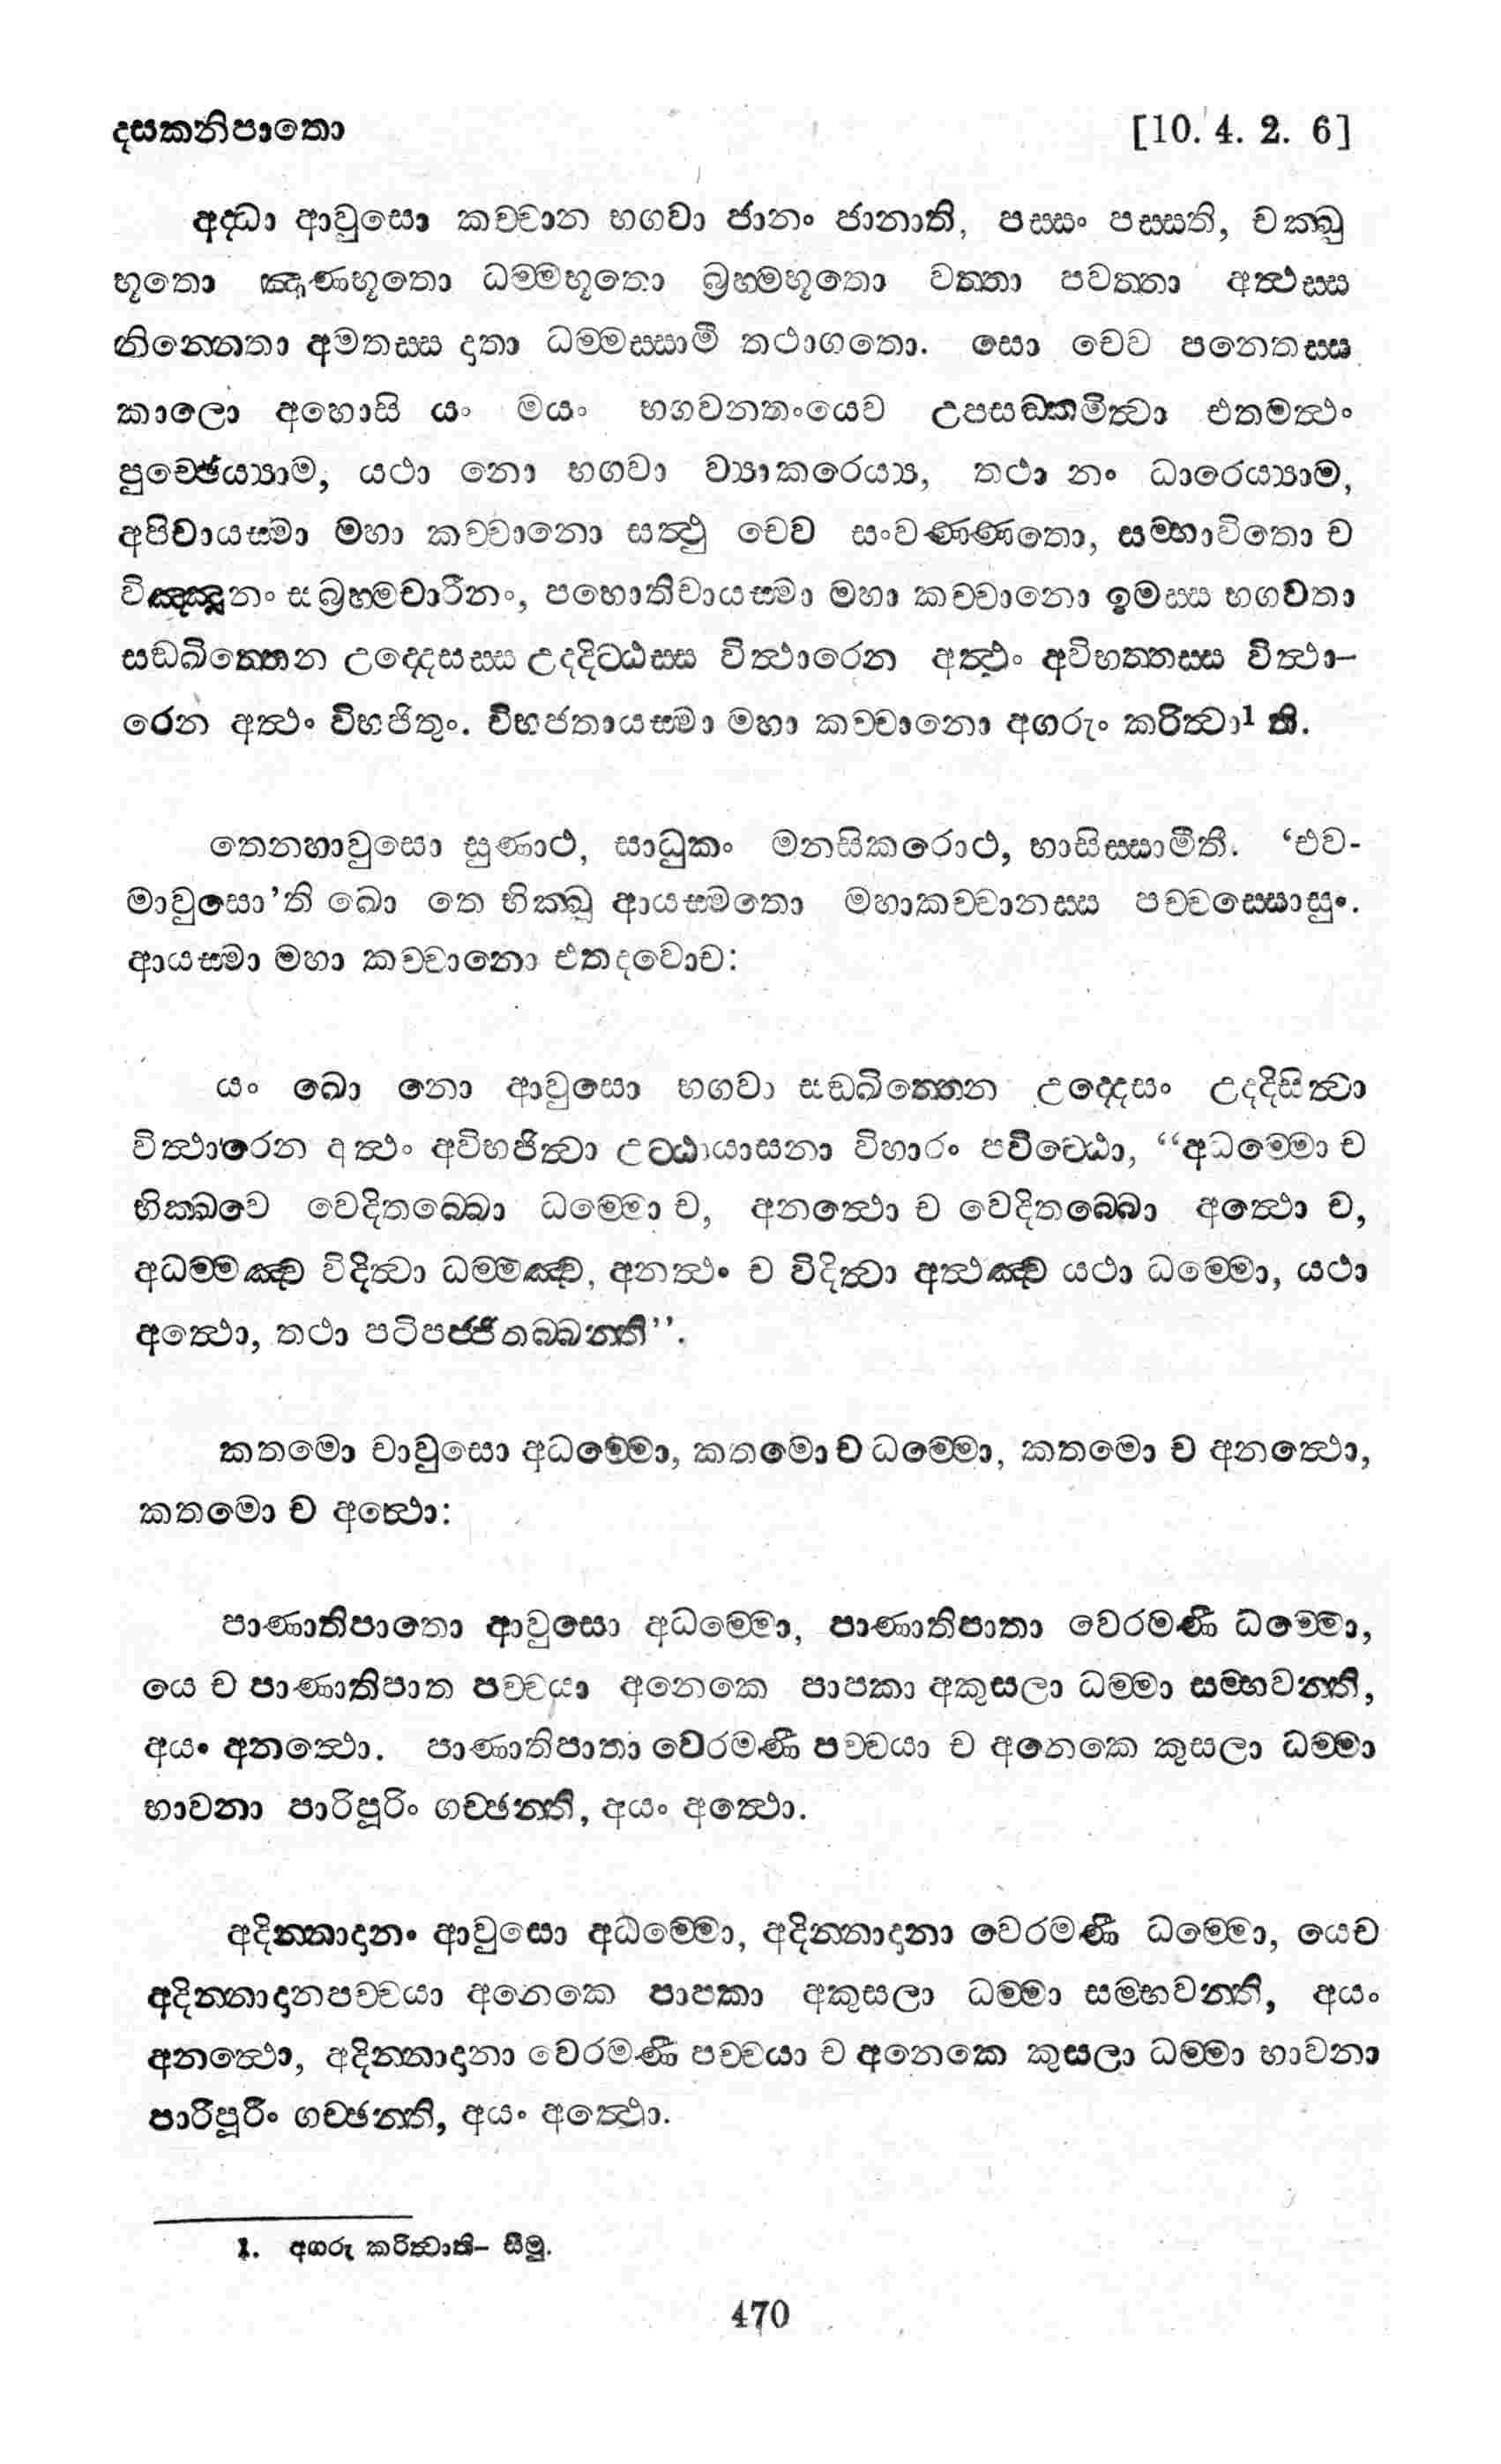 දසකනිපාතො [10. 4. 2. 6]
අද්ධා ආවුසො කච්චාන භගවා ජානං ජානාති, පස්සං පස්සති, චක්ඛු
භූතො ඤාණභූතො ධම්මභූතො බ්‍රහ්මභූතො වත්තා පවත්තා අත්ථස්ස
නින්නෙතා අමතස්ස දාතා ධම්මස්සාමී තථාගතො. සො චෙව පනෙතස්ස
කාලො අහොසි යං මයං භගවන්තංයෙව උපසඞ්කමිත්වා එතමත්ථං
පුච්ඡෙය්‍යාම, යථා නො භගවා ව්‍යාකරෙය්‍ය, තථා නං ධාරෙය්‍යාම,
අපිචායස්මා මහා කච්චානො සත්ථු චෙව සංවණ්ණිතො, සම්භාවිතො ච
විඤ්ඤූනං සබ්‍රහ්මචාරීනං, පහොතිචායස්මා මහා කච්චානො ඉමස්ස භගවතා
සඞ්ඛිත්තෙන උද්දෙසස්ස උද්දිට්ඨස්ස විත්ථාරෙන අත්ථං අවිභත්තස්ස විත්ථා-
රෙන අත්ථං විභජිතුං. විභජතායස්මා මහා කච්චානො අගරුං කරිත්වා1 ති.
තෙනහාවුසො සුණාථ, සාධුකං මනසිකරොථ, භාසිස්සාමීති. ‘එව-
මාවුසො’ති ඛො තෙ භික්ඛූ ආයස්මතො මහාකච්චානස්ස පච්චස්සොසුං.
ආයස්මා මහා කච්චානො එතදවොච:
යං ඛො නො ආවුසො භගවා සඞ්ඛිත්තෙන උද්දෙසං උද්දිසිත්වා
විත්ථාරෙන අත්ථං අවිභජිත්වා උට්ඨායාසනා විහාරං පවිට්ඨො, “අධම්මො ච
භික්ඛවෙ වෙදිතබ්බො ධම්මො ච, අනත්ථො ච වෙදිතබ්බො අත්ථො ච,
අධම්මඤ්ච විදිත්වා ධම්මඤ්ච, අනත්ථං ච විදිත්වා අත්ථඤ්ච යථා ධම්මො, යථා
අත්ථො, තථා පටිපජ්ජිතබ්බන්ති”.
කතමො චාවුසො අධම්මො, කතමො ච ධම්මො, කතමො ච අනත්ථො,
කතමො ච අත්ථො:
පාණාතිපාතො ආවුසො අධම්මො, පාණාතිපාතා වෙරමණී ධම්මො,
යෙ ච පාණාතිපාත පච්චයා අනෙකෙ පාපකා අකුසලා ධම්මා සම්භවන්ති,
අයං අනත්ථො. පාණාතිපාතා වෙරමණී පච්චයා ච අනෙකෙ කුසලා ධම්මා
භාවනා පාරිපූරිං ගච්ඡන්ති, අයං අත්ථො.
අදින්නාදානං ආවුසො අධම්මො, අදින්නාදානා වෙරමණී ධම්මො, යෙච
අදින්නාදානපච්චයා අනෙකෙ පාපකා අකුසලා ධම්මා සම්භවන්ති, අයං
අනත්ථො, අදින්නාදානා වෙරමණී පච්චයා ච අනෙකෙ කුසලා ධම්මා භාවනා
පාරිපූරිං ගච්ඡන්ති, අයං අත්ථො.
1. අගරු කරිත්වාති– සීමු.
470